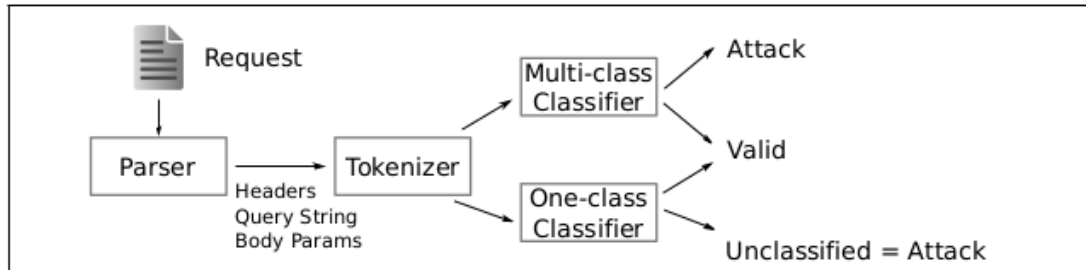 Request
Parser
Headers
Query String
Body Params
Tokenizer
Multi-class
Classifier
One-class
Classifier
Attack
Valid
Unclassified = Attack